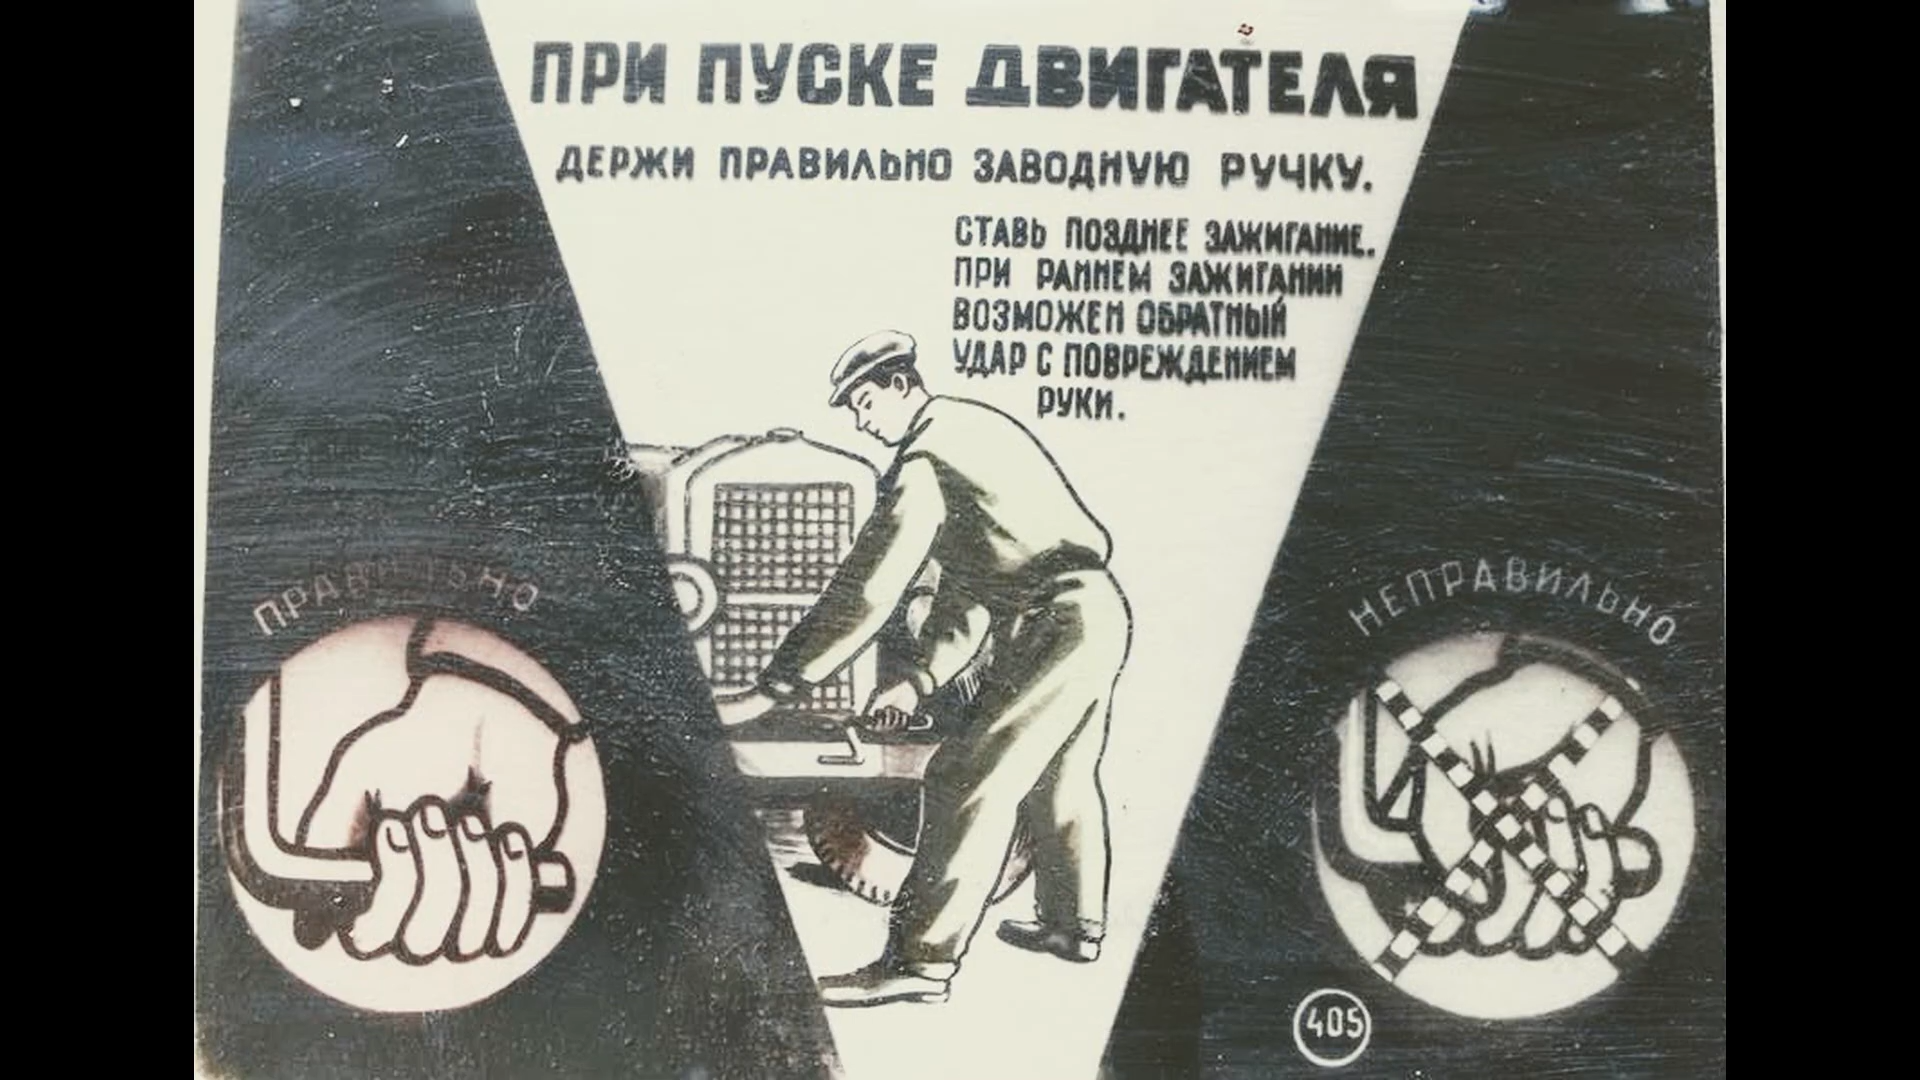 ПРИ ПУСКЕ ДВИГАТЕЛЯ
ДЕРЖИ ПРАВИЛЬНО ЗАВОДНУЮ РУЧКУ.
СТАВЬ ПОЗДНЕЕ ЗАЖИГАНИЕ.
ПРИ РАННЕМ ЗАЖИГАНИИ
ВОЗМОЖЕН ОБРАТНЫЙ
УДАР С ПОВРЕЖДЕНИЕМ
РУКИ.
ПРАВИЛЬНО
НЕПРАВИЛЬНО
405